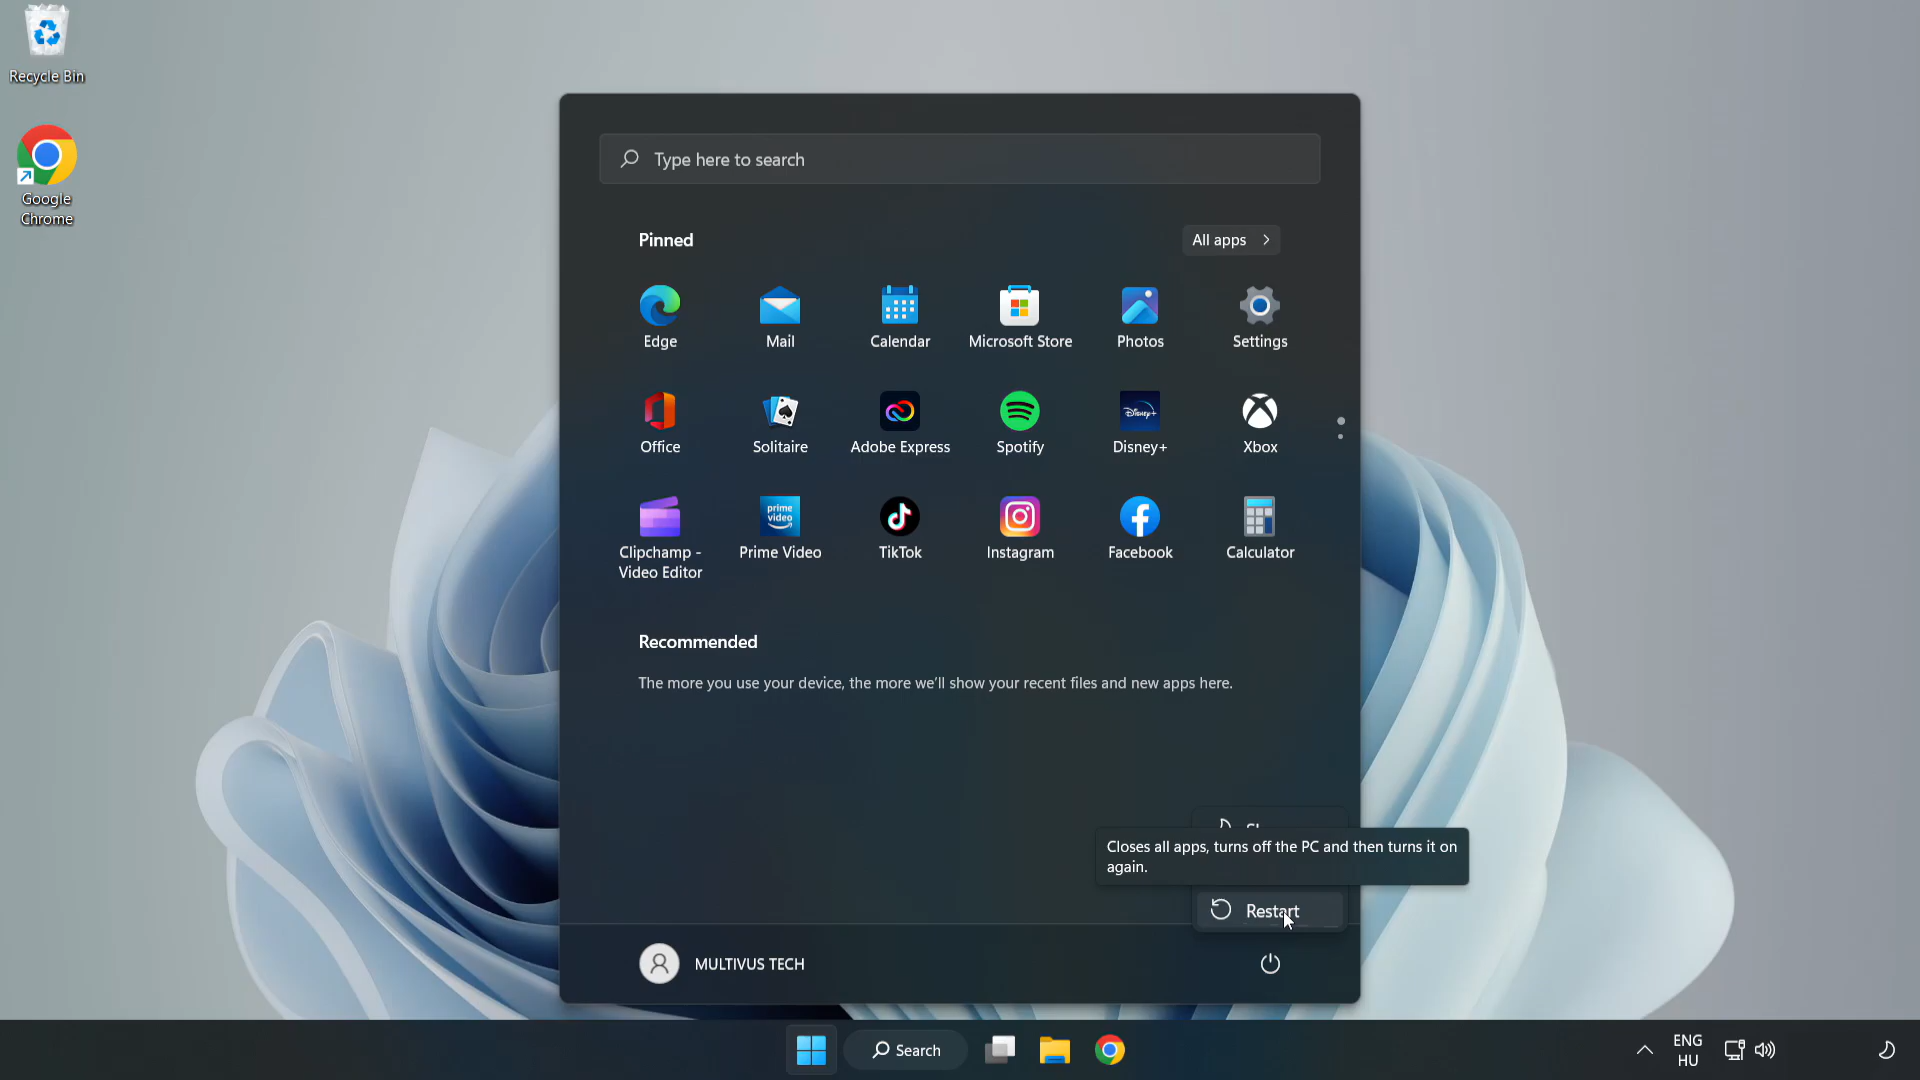 Recycle Bin
Google
Chrome
Type here to search
Pinned
All apps
Edge
Mail
Calendar
Microsoft Store
Photos
Settings
Office
Solitaire
Adobe Express
Disney+
Spotify
Disney+
Xbox
prime
video
Clipchamp -
Video Editor
Prime Video
TikTok
Instagram
Facebook
Calculator
Recommended
The more you use your device, the more we'll show your recent files and new apps here.
Closes all apps, turns off the PC and then turns it on
again.
Restart
MULTIVUS TECH
Search
ENG
HU